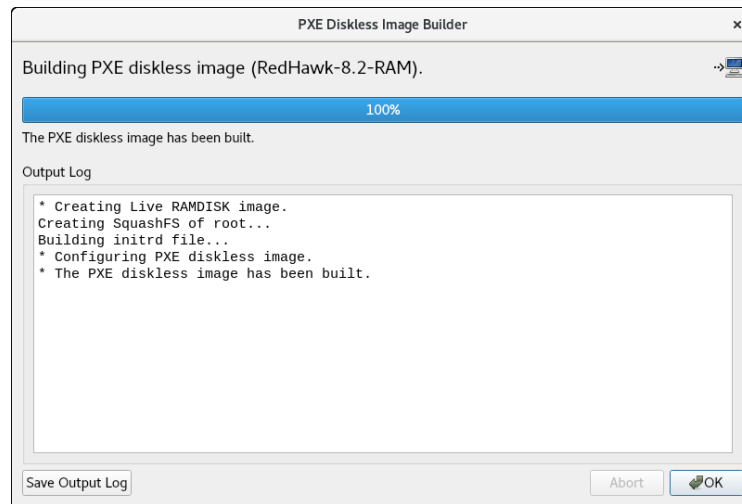 PXE Diskless Image Builder
Building PXE diskless image (RedHawk-8.2-RAM).
100%
The PXE diskless image has been built.
Output Log
* Creating Live RAMDISK image.
Creating SquashFS of root...
Building initrd file...
* Configuring PXE diskless image.
* The PXE diskless image has been built.
Save Output Log
Abort
OK